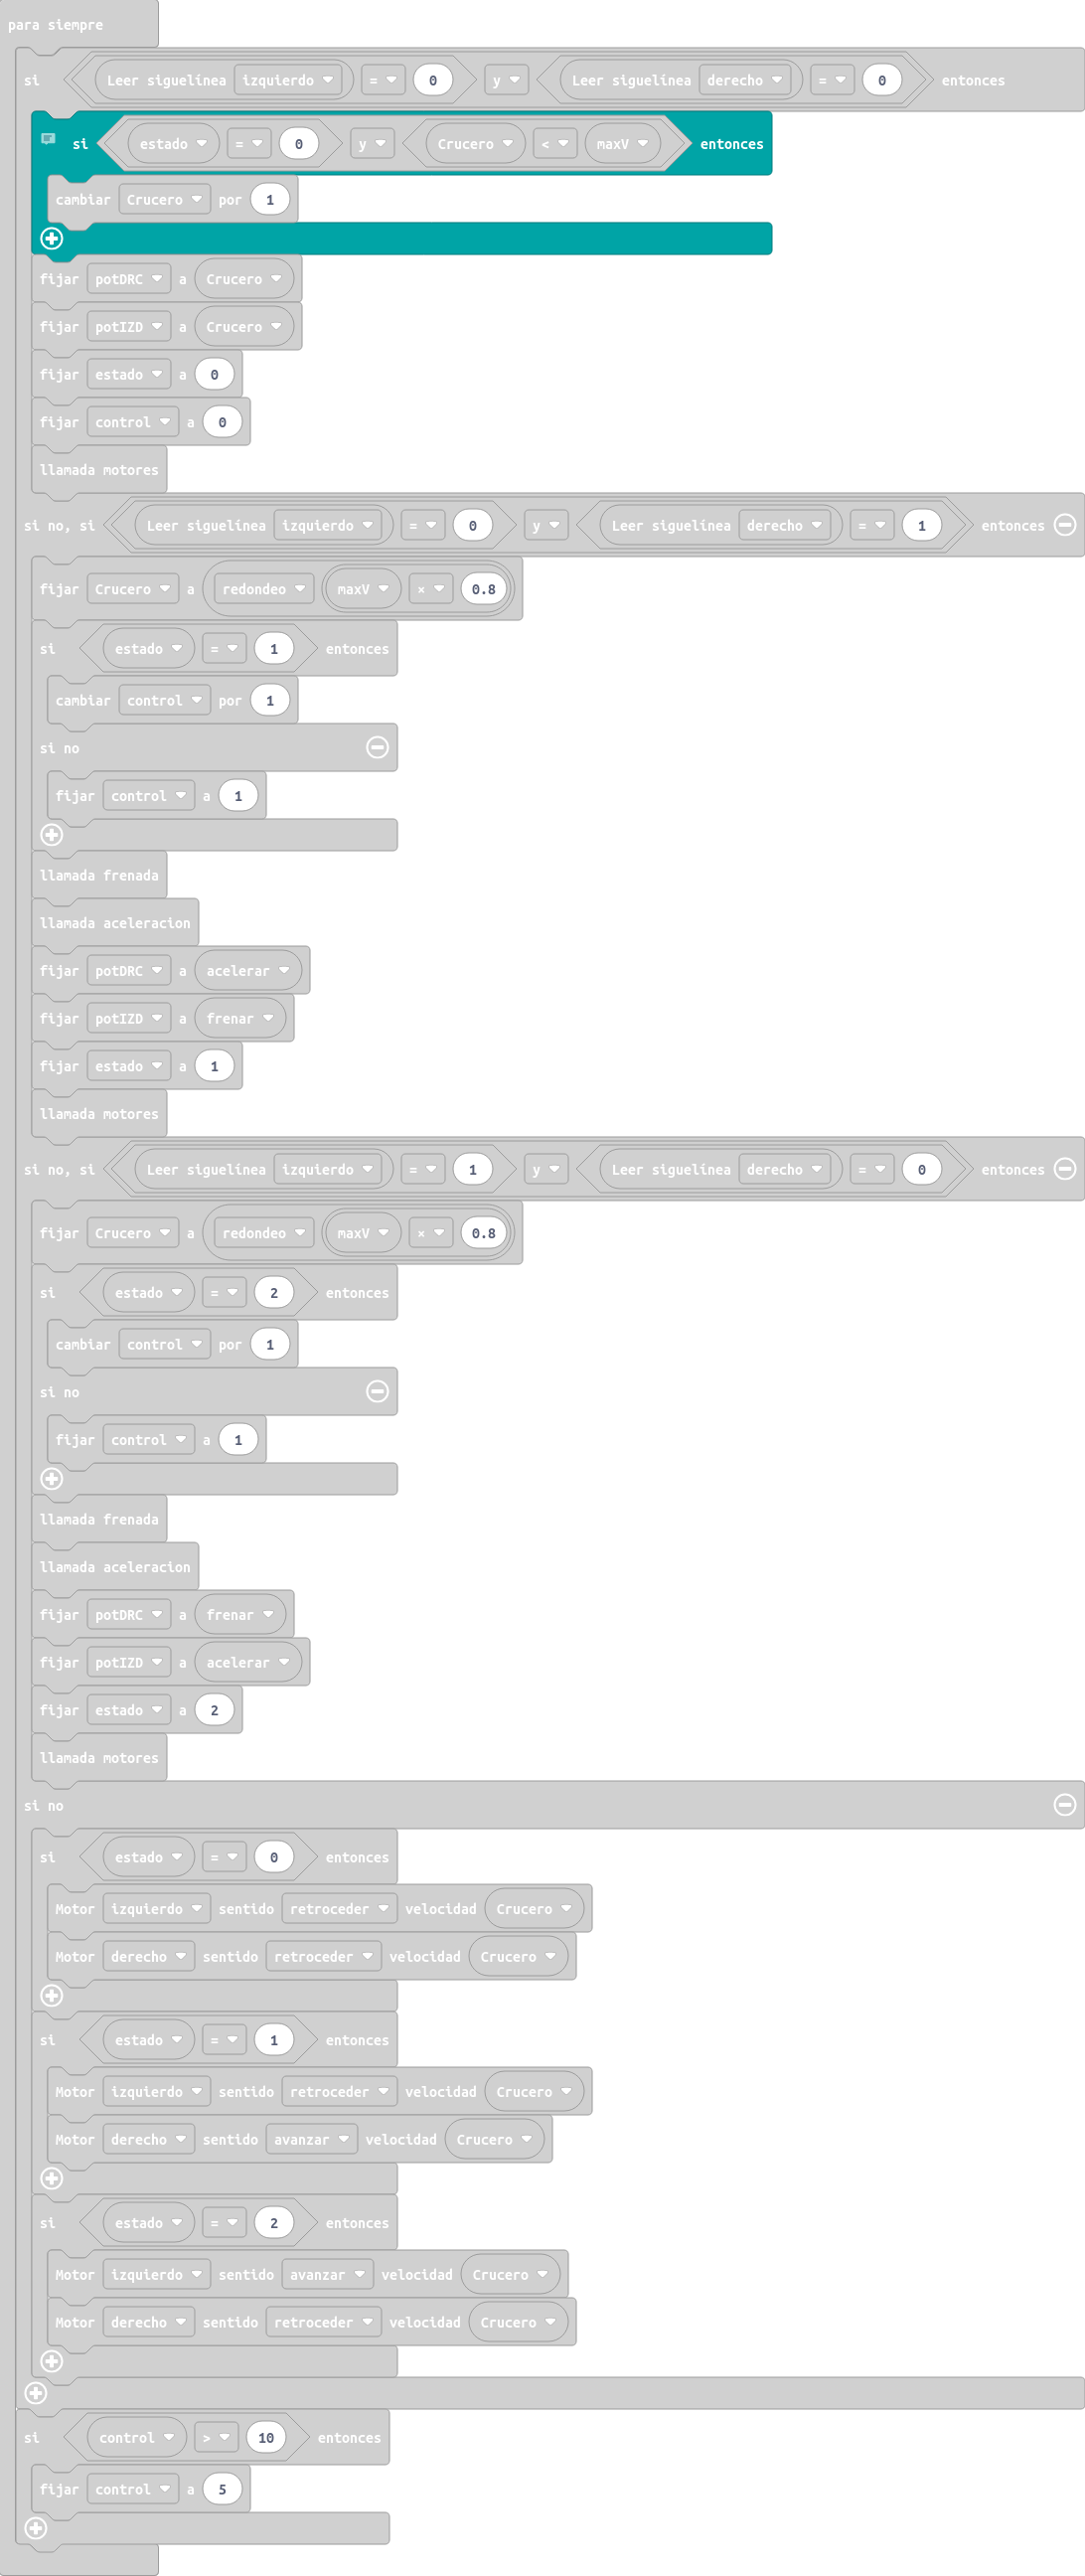 para siempre
si Leer siguelínea izquierdo = 0 y Leer siguelínea derecho = 0 entonces
si estado = 0 y Crucero < maxV entonces
cambiar Crucero por 1
fijar potDRC a Crucero
fijar potIZD a Crucero
fijar estado a 0
fijar control a 0
llamada motores
si no, si Leer siguelínea izquierdo = 0 y Leer siguelínea derecho = 1 entonces
fijar Crucero a redondeo maxV × 0.8
si estado = 1 entonces
cambiar control por 1
si no
fijar control a 1
llamada frenada
llamada aceleracion
fijar potDRC a acelerar
fijar potIZD a frenar
fijar estado a 1
llamada motores
si no, si Leer siguelínea izquierdo = 1 y Leer siguelínea derecho = 0 entonces
fijar Crucero a redondeo maxV × 0.8
si estado = 2 entonces
cambiar control por 1
si no
fijar control a 1
llamada frenada
llamada aceleracion
fijar potDRC a frenar
fijar potIZD a acelerar
fijar estado a 2
llamada motores
si no
si estado = 0 entonces
Motor izquierdo sentido retroceder velocidad Crucero
Motor derecho sentido retroceder velocidad Crucero
si estado = 1 entonces
Motor izquierdo sentido retroceder velocidad Crucero
Motor derecho sentido avanzar velocidad Crucero
si estado = 2 entonces
Motor izquierdo sentido avanzar velocidad Crucero
Motor derecho sentido retroceder velocidad Crucero
si control > 10 entonces
fijar control a 5